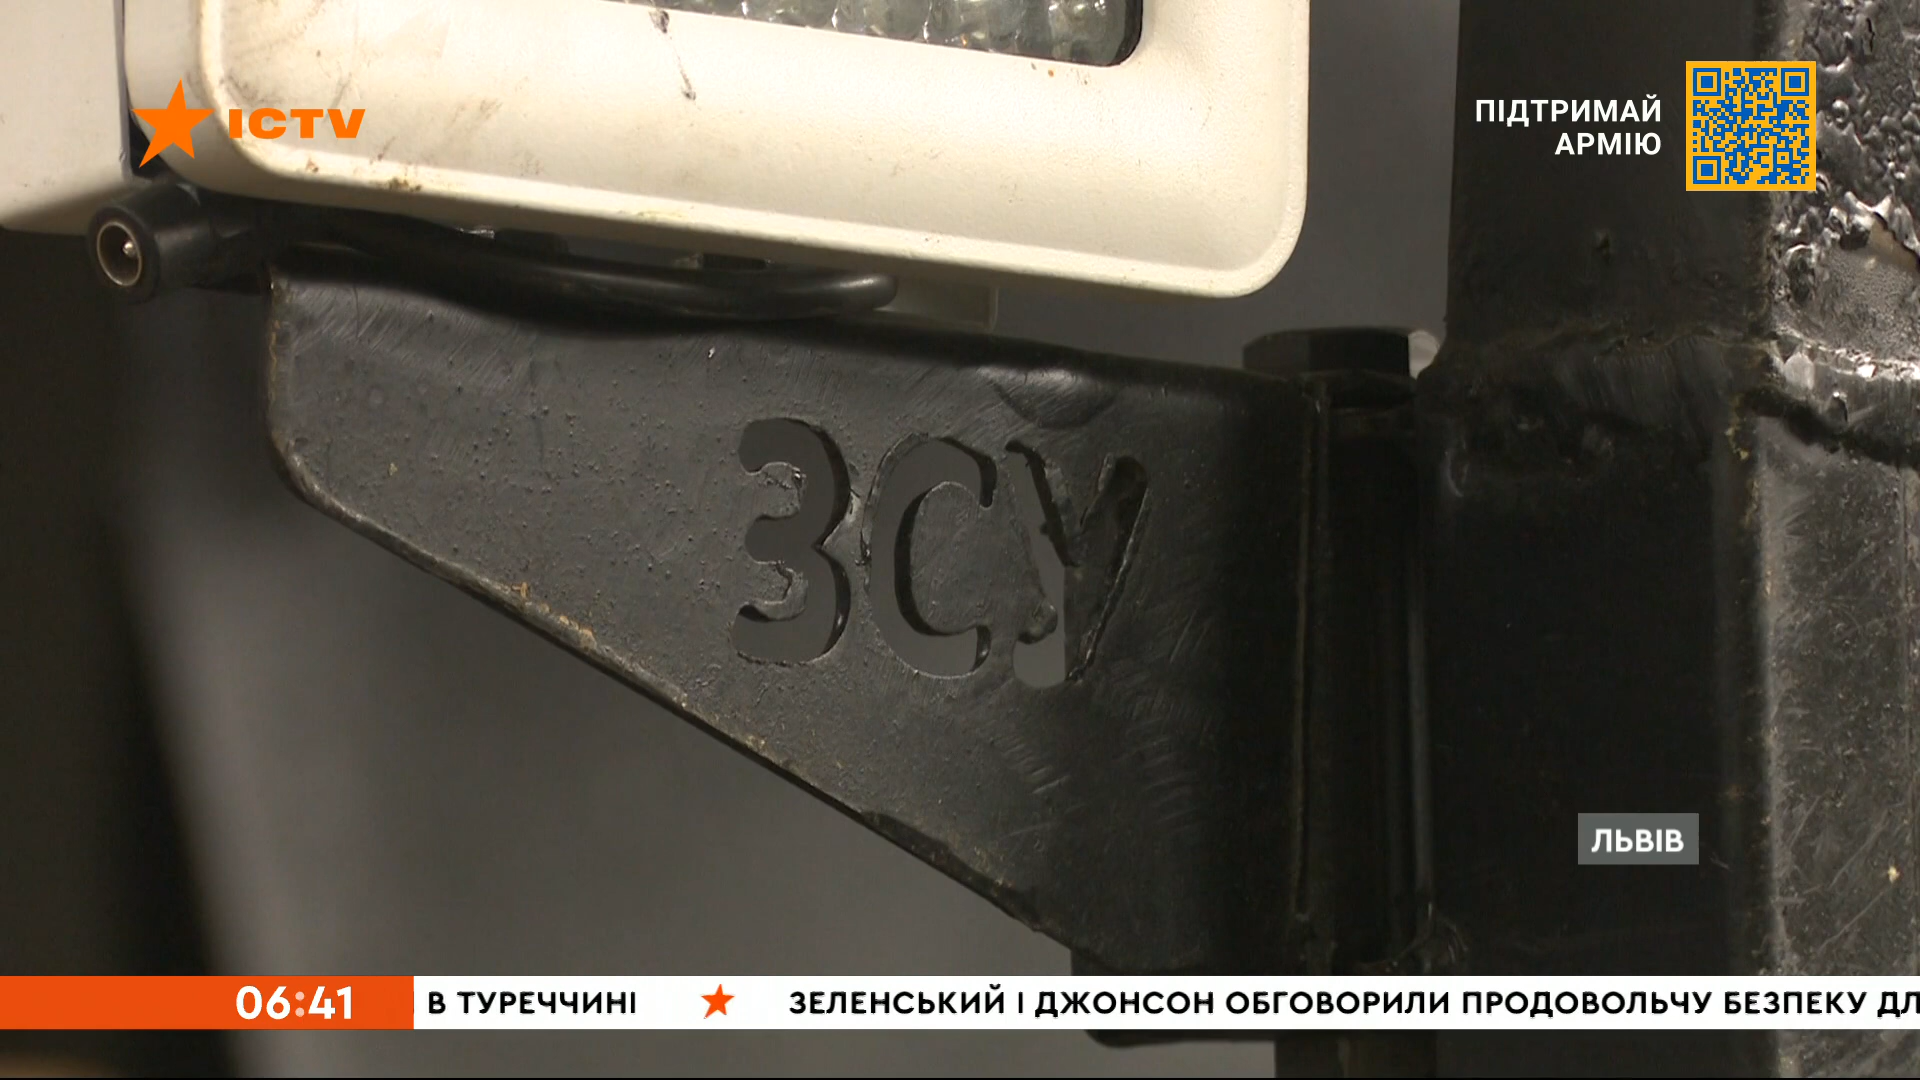 ICTV
ПІДТРИМАЙ
АРМІЮ
ЗСУ
ЛЬВІВ
06:41
В ТУРЕЧЧИНІ ЗЕЛЕНСЬКИЙ І ДЖОНСОН ОБГОВОРИЛИ ПРОДОВОЛЬЧУ БЕЗПЕКУ